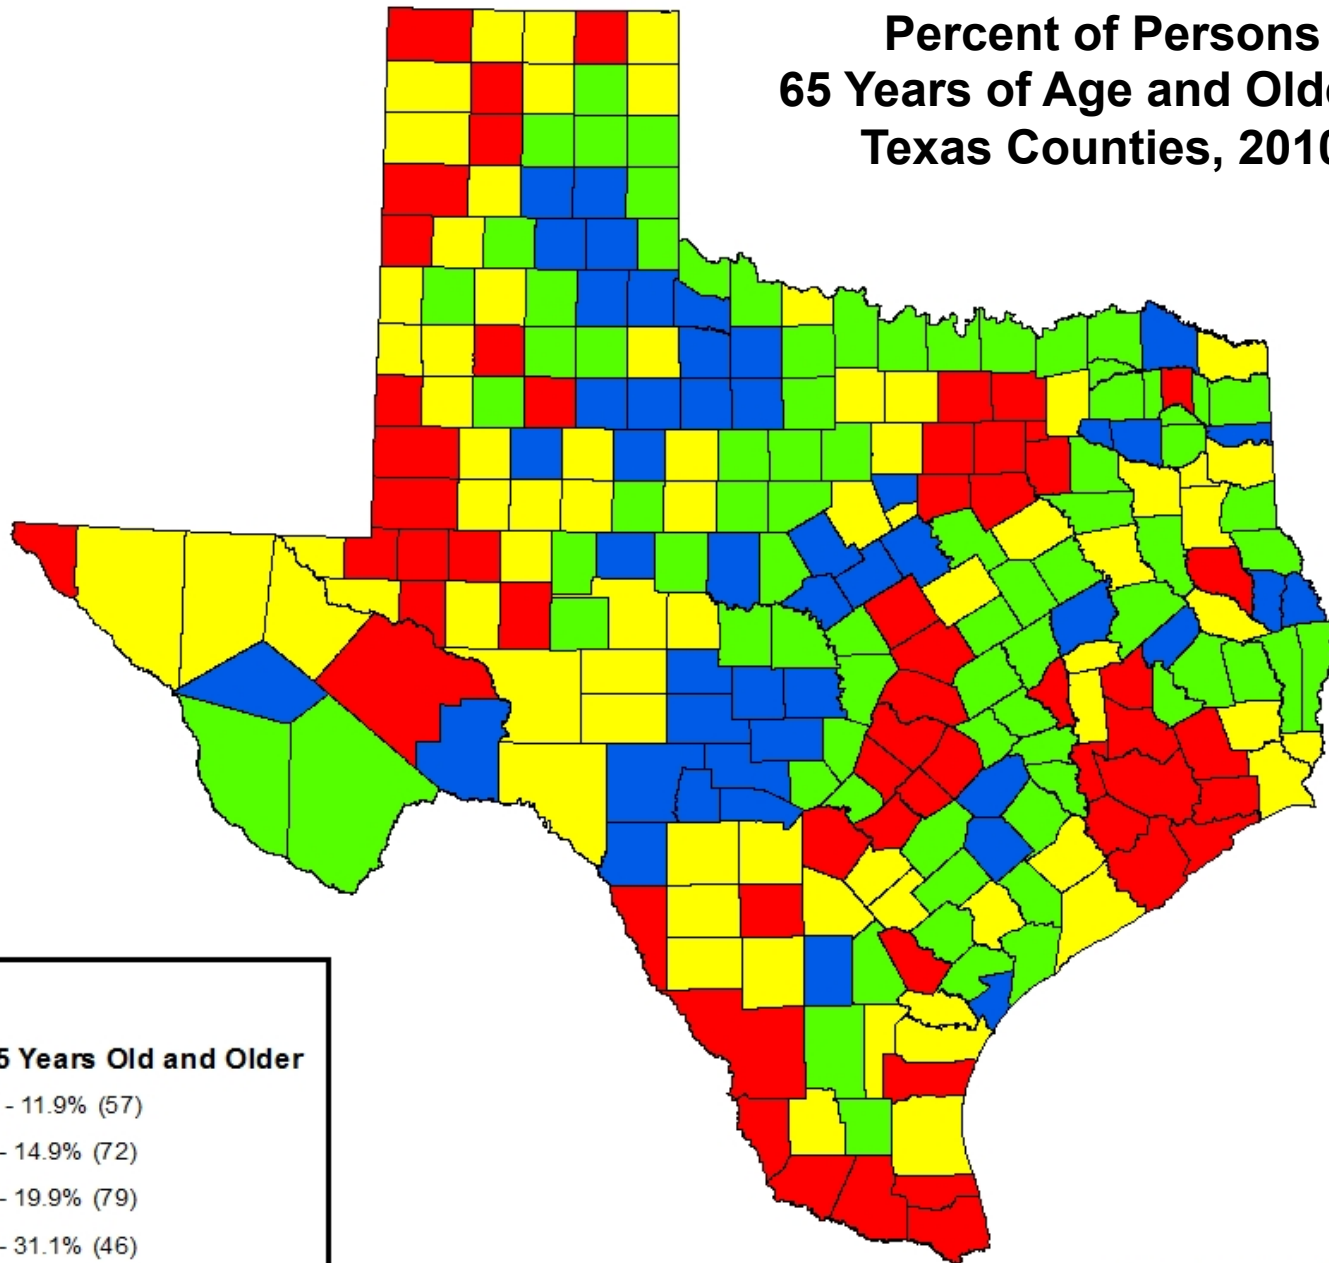 Percent of Persons
65 Years of Age and Olde
Texas Counties, 2010
5 Years Old and Older
- 11.9% (57)
- 14.9% (72)
- 19.9% (79)
- 31.1% (46)